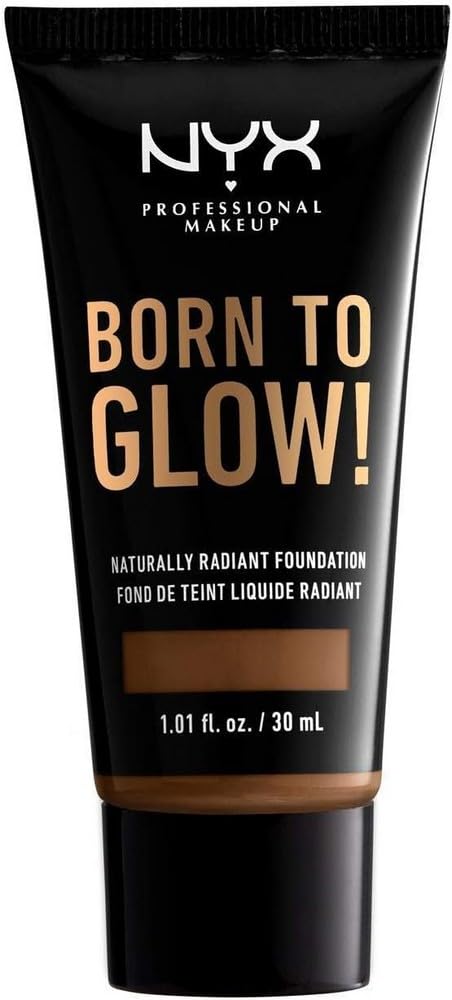 NYX
PROFESSIONAL
MAKEUP
BORN TO
GLOW!
NATURALLY RADIANT FOUNDATION
FOND DE TEINT LIQUIDE RADIANT
1.01 fl. oz. / 30 mL